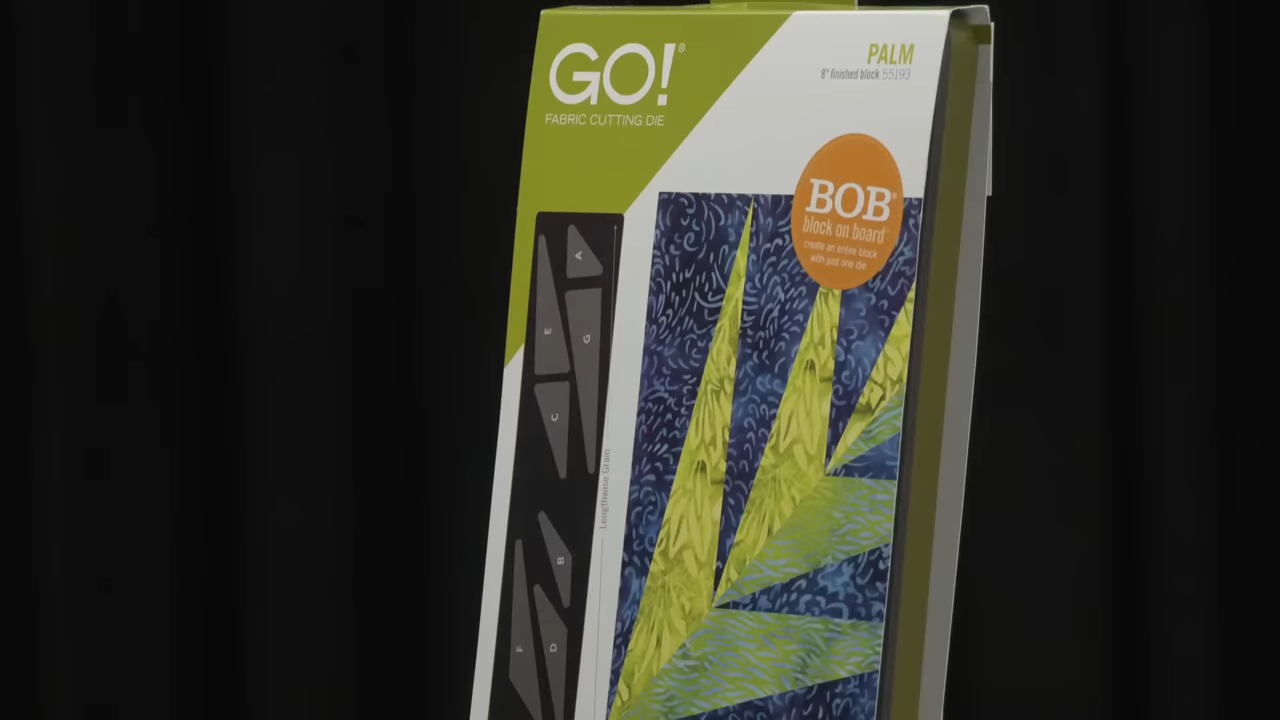 GO!®
FABRIC CUTTING DIE
PALM
8" finished block 55193
BOB®
block on board™
create an entire block
with just one die
A
E
G
C
Lengthwise Grain
B
F
D